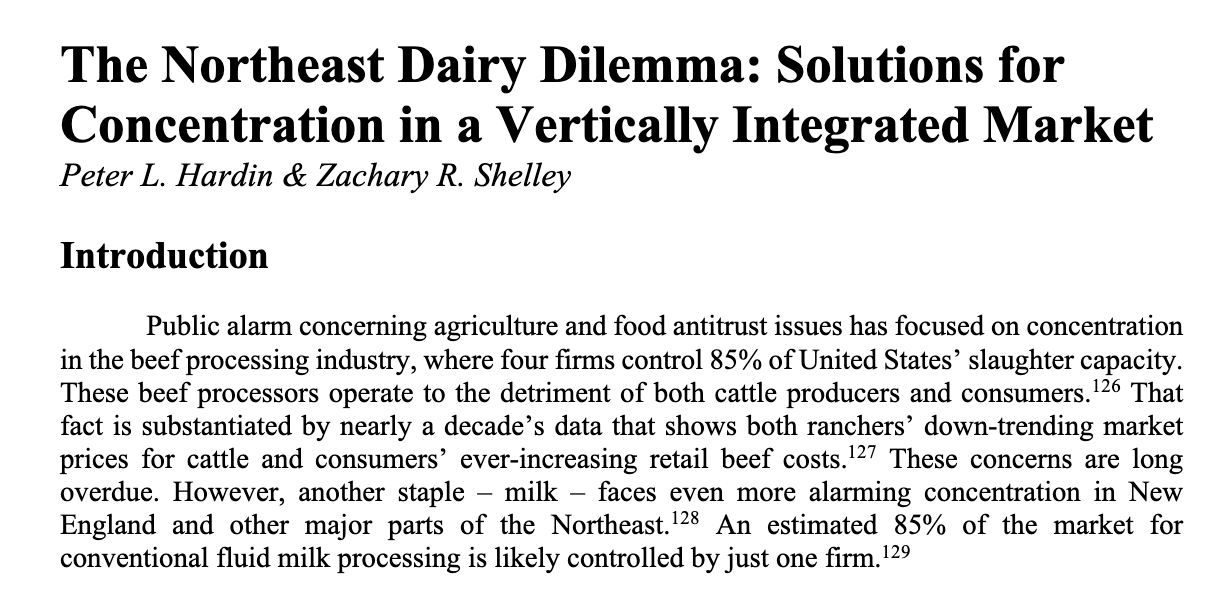 The Northeast Dairy Dilemma: Solutions for
Concentration in a Vertically Integrated Market
Peter L. Hardin & Zachary R. Shelley
Introduction
Public alarm concerning agriculture and food antitrust issues has focused on concentration
in the beef processing industry, where four firms control 85% of United States’ slaughter capacity.
These beef processors operate to the detriment of both cattle producers and consumers.126 That
fact is substantiated by nearly a decade’s data that shows both ranchers’ down-trending market
prices for cattle and consumers’ ever-increasing retail beef costs.127 These concerns are long
overdue. However, another staple – milk – faces even more alarming concentration in New
England and other major parts of the Northeast.128 An estimated 85% of the market for
conventional fluid milk processing is likely controlled by just one firm.129